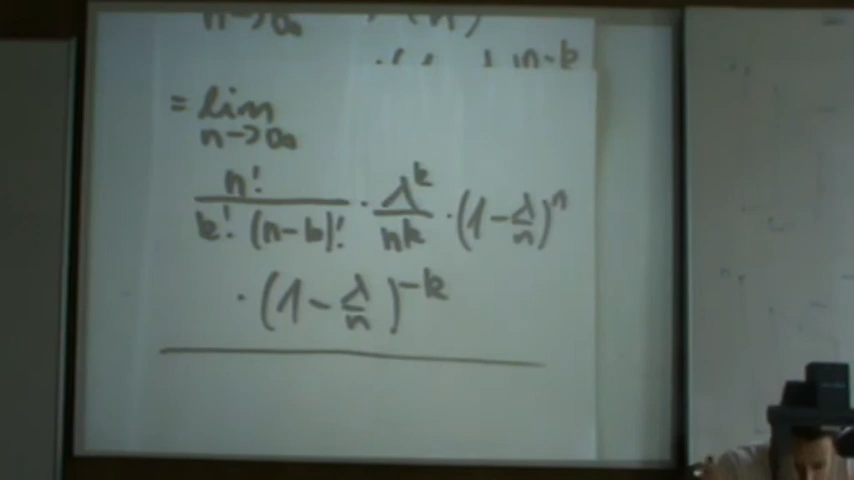 n→∞
n-k
= lim
n→∞
n! / k! (n-k)! · λ^k / n^k · (1 - λ/n)^n
· (1 - λ/n)^-k